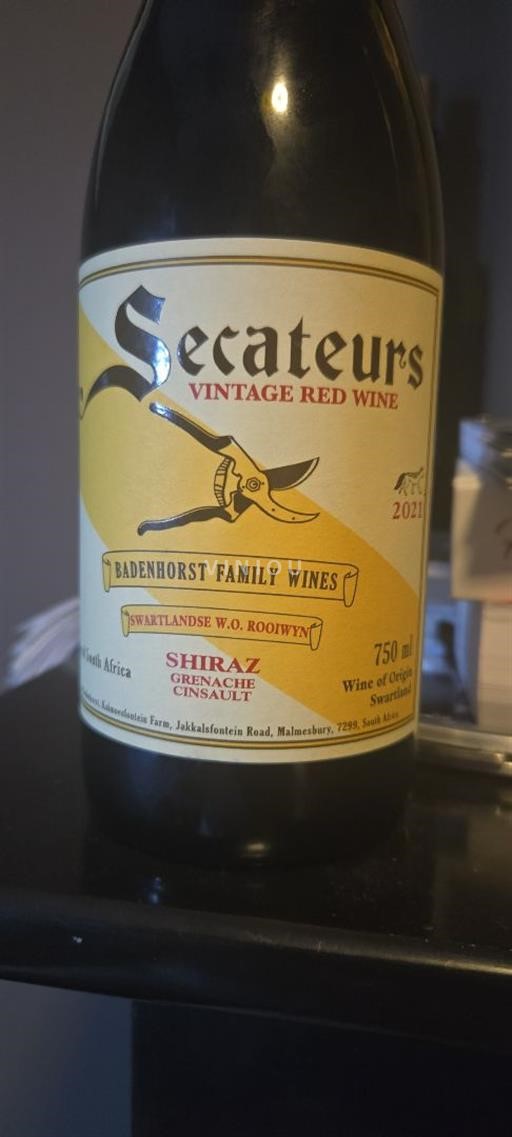 Secateurs
VINTAGE RED WINE
2021
BADENHORST FAMILY WINES
VINIOU
SWARTLANDSE W.O. ROOIWYN
South Africa
SHIRAZ
GRENACHE
CINSAULT
750 ml
Wine of Origin
Swartland
Farm, Jakkalsfontein Road, Malmesbury, 7299, South Africa